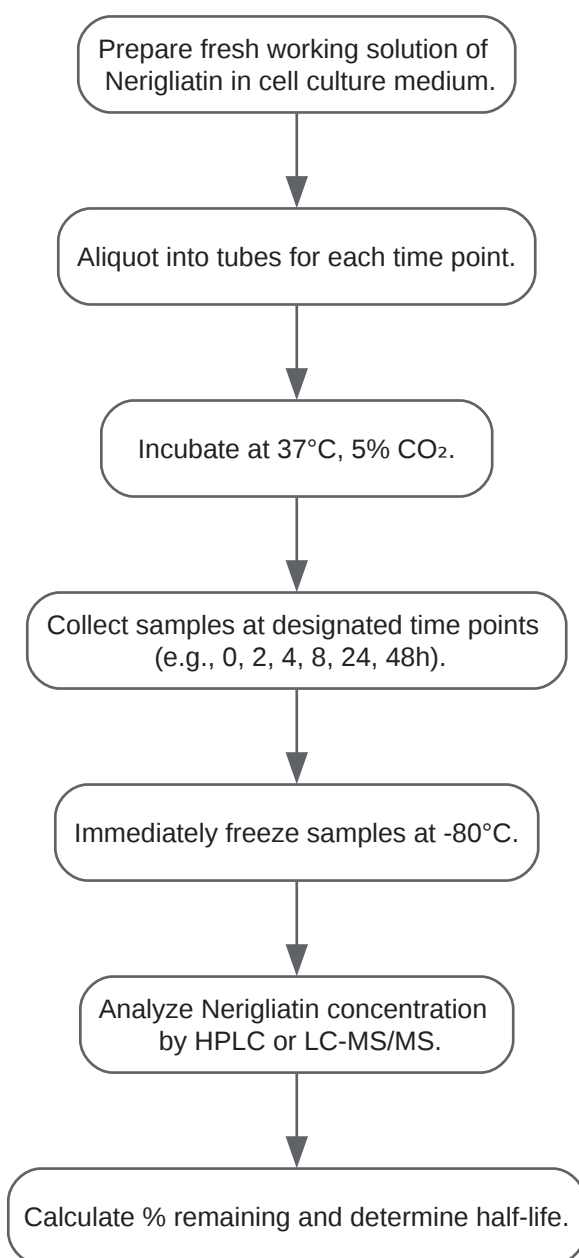 Prepare fresh working solution of
Nerigliatin in cell culture medium.
Aliquot into tubes for each time point.
Incubate at 37°C, 5% CO₂.
Collect samples at designated time points
(e.g., 0, 2, 4, 8, 24, 48h).
Immediately freeze samples at -80°C.
Analyze Nerigliatin concentration
by HPLC or LC-MS/MS.
Calculate % remaining and determine half-life.